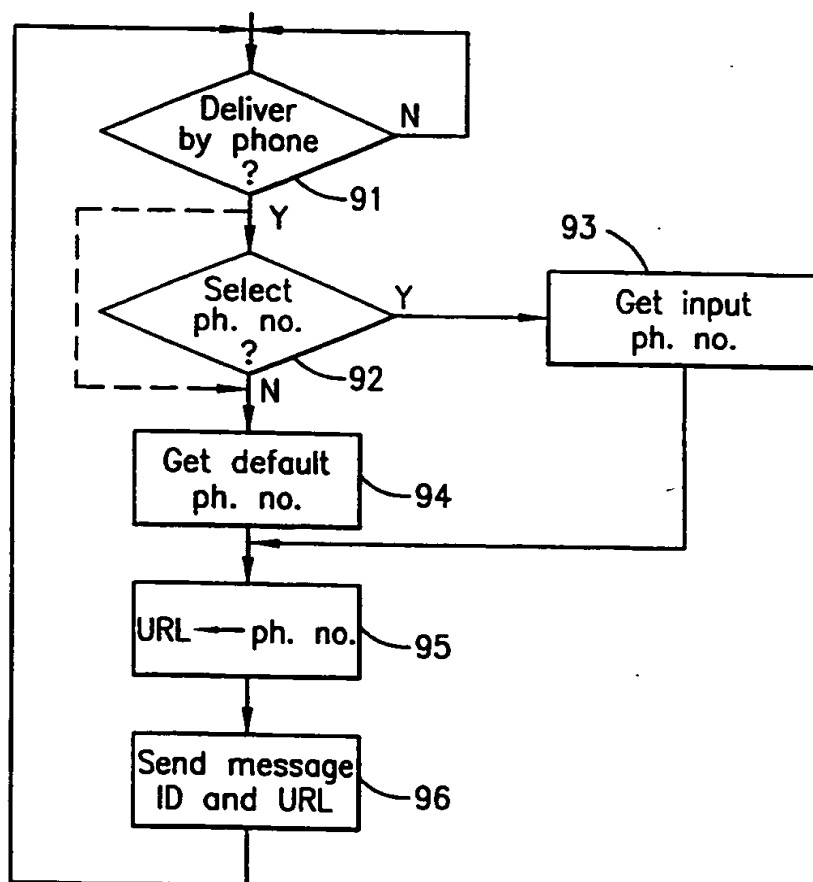 Deliver
by phone
?
N
91
Y
Select
ph. no.
?
Y
92
N
93
Get input
ph. no.
Get default
ph. no.
94
URL ← ph. no.
95
Send message
ID and URL
96